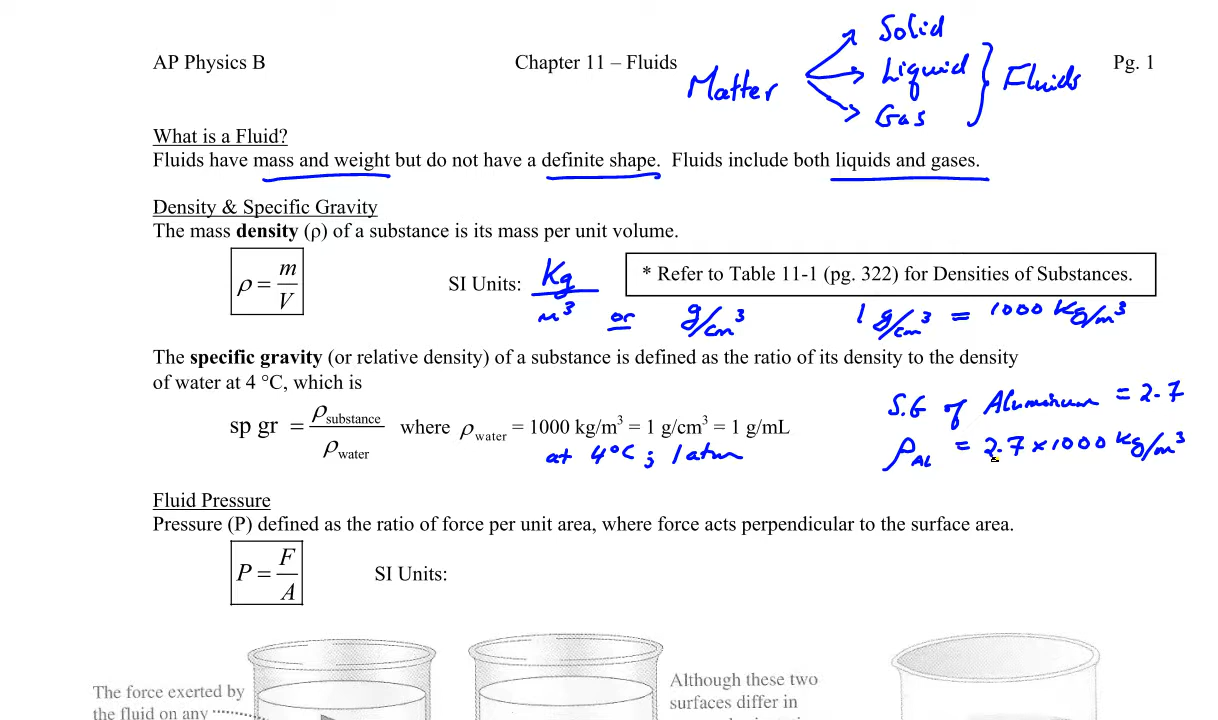 Solid
AP Physics B Chapter 11 – Fluids Matter Liquid } Fluids Pg. 1
Gas
What is a Fluid?
Fluids have mass and weight but do not have a definite shape. Fluids include both liquids and gases.
Density & Specific Gravity
The mass density (ρ) of a substance is its mass per unit volume.
ρ = m/V SI Units: Kg/m³ or g/cm³ * Refer to Table 11-1 (pg. 322) for Densities of Substances.
1 g/cm³ = 1000 Kg/m³
The specific gravity (or relative density) of a substance is defined as the ratio of its density to the density
of water at 4 °C, which is
S.G of Aluminum = 2.7
sp gr = ρsubstance/ρwater where ρwater = 1000 kg/m³ = 1 g/cm³ = 1 g/mL
at 4°C ; 1 atm
ρAL = 2.7 x 1000 Kg/m³
Fluid Pressure
Pressure (P) defined as the ratio of force per unit area, where force acts perpendicular to the surface area.
P = F/A SI Units:
The force exerted by
the fluid on any
Although these two
surfaces differ in